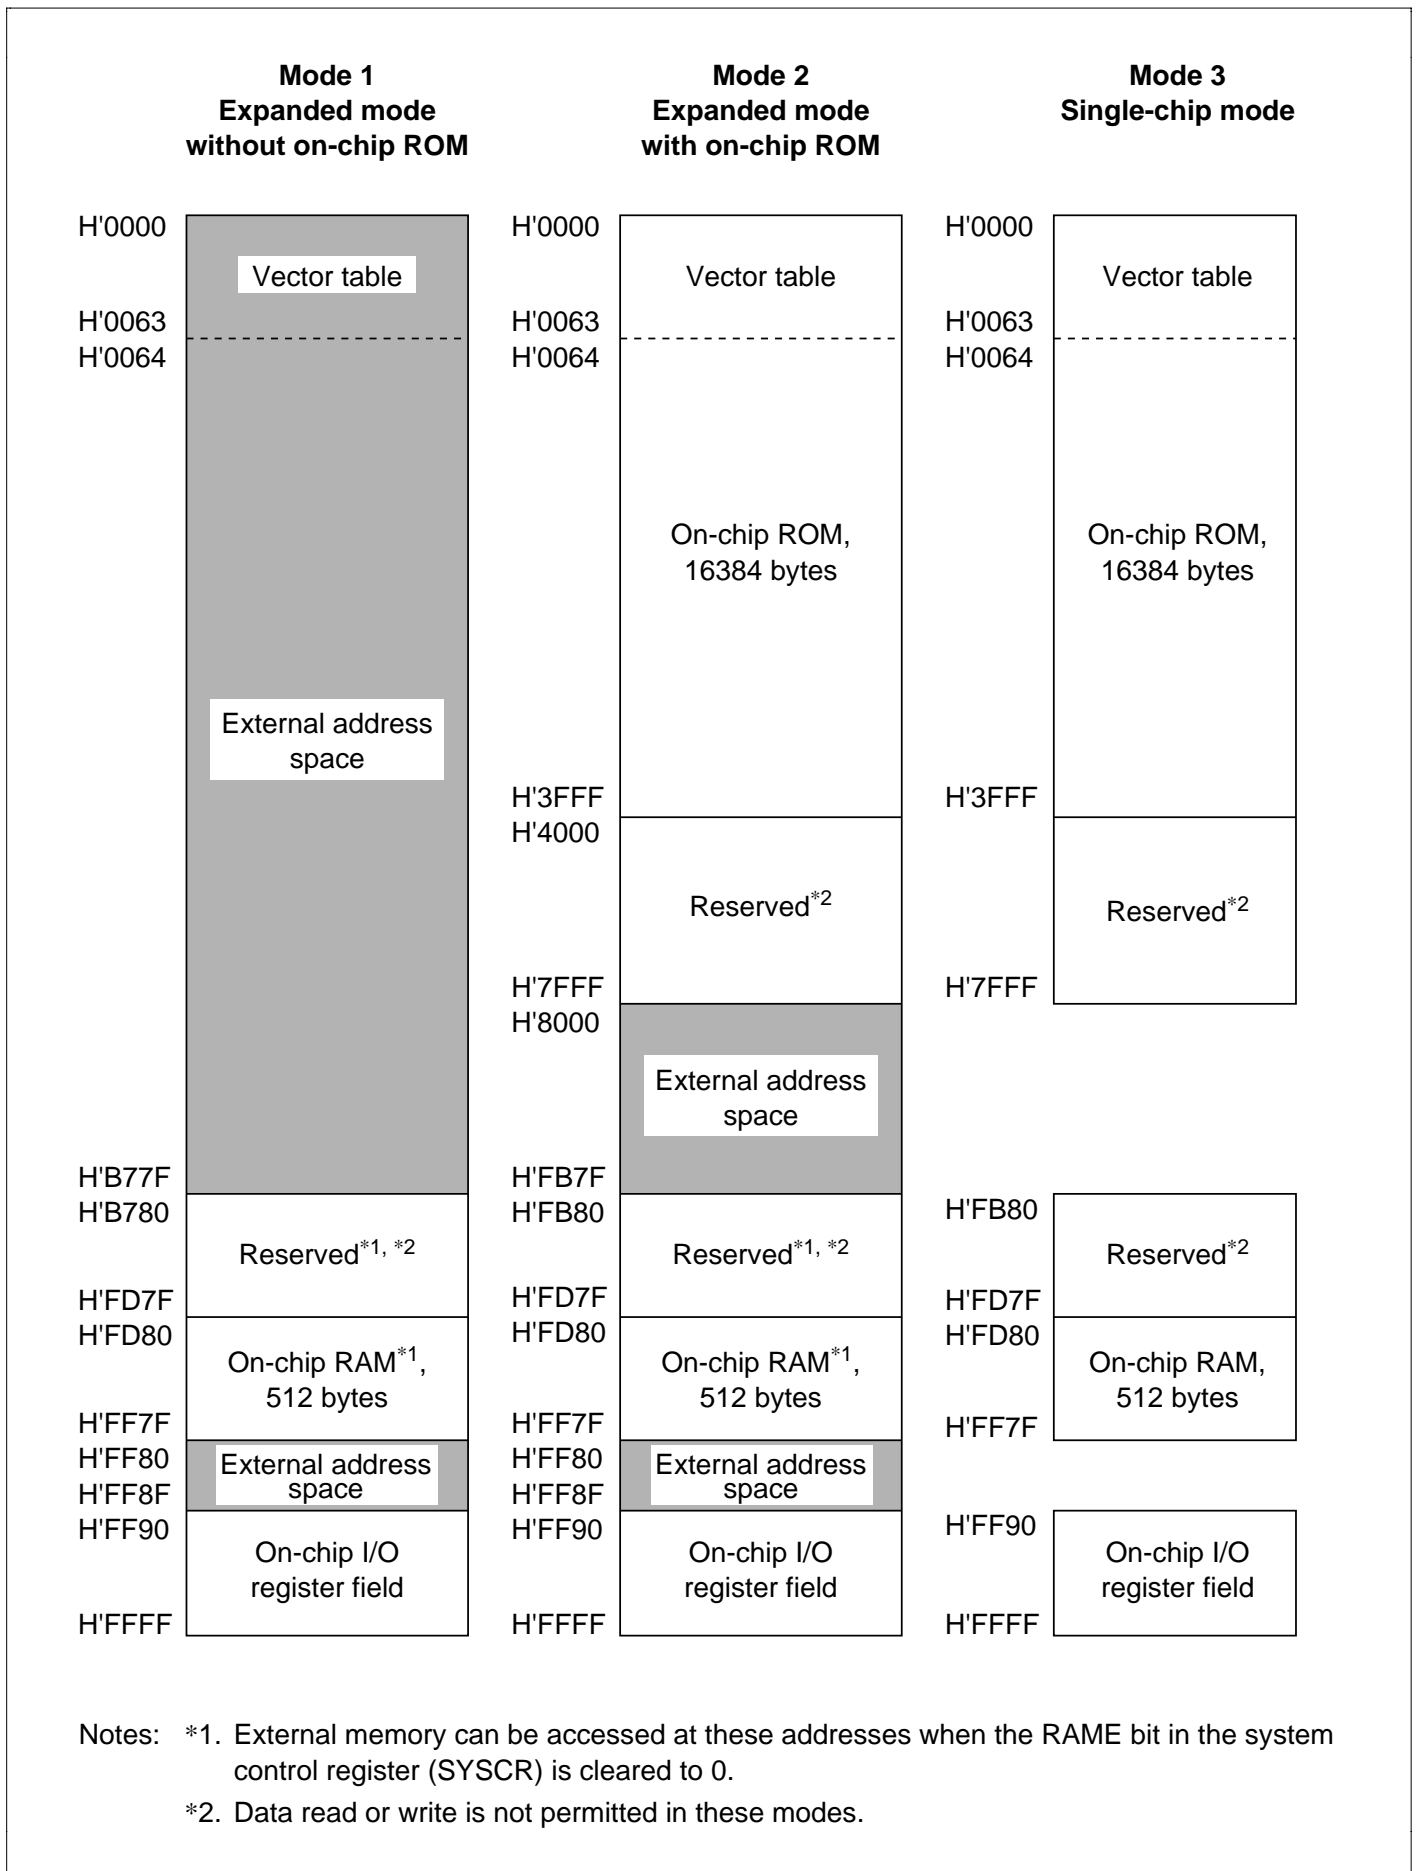 Mode 1
Expanded mode
without on-chip ROM
H'0000
Vector table
H'0063
H'0064
External address
space
H'B77F
H'B780
Reserved*1, *2
H'FD7F
H'FD80
On-chip RAM*1,
512 bytes
H'FF7F
H'FF80
External address
space
H'FF8F
H'FF90
On-chip I/O
register field
H'FFFF
Mode 2
Expanded mode
with on-chip ROM
H'0000
Vector table
H'0063
H'0064
On-chip ROM,
16384 bytes
H'3FFF
H'4000
Reserved*2
H'7FFF
H'8000
External address
space
H'FB7F
H'FB80
Reserved*1, *2
H'FD7F
H'FD80
On-chip RAM*1,
512 bytes
H'FF7F
H'FF80
External address
space
H'FF8F
H'FF90
On-chip I/O
register field
H'FFFF
Mode 3
Single-chip mode
H'0000
Vector table
H'0063
H'0064
On-chip ROM,
16384 bytes
H'3FFF
Reserved*2
H'7FFF
H'FB80
Reserved*2
H'FD7F
H'FD80
On-chip RAM,
512 bytes
H'FF7F
H'FF90
On-chip I/O
register field
H'FFFF
Notes: *1. External memory can be accessed at these addresses when the RAME bit in the system
control register (SYSCR) is cleared to 0.
*2. Data read or write is not permitted in these modes.